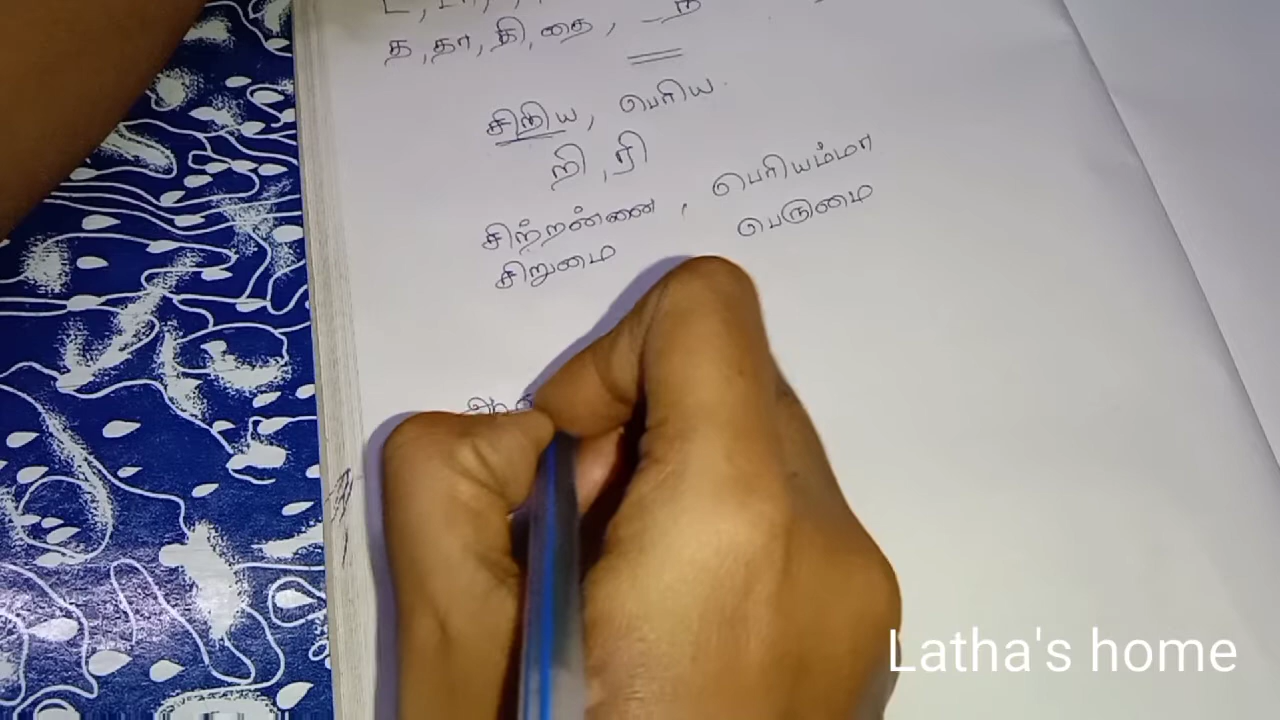 த, தா, தி, தை,
சிறிய, பெரிய.
றி, ரி
சிற்றன்னை, பெரியம்மா
சிறுமை பெருமை
Latha's home